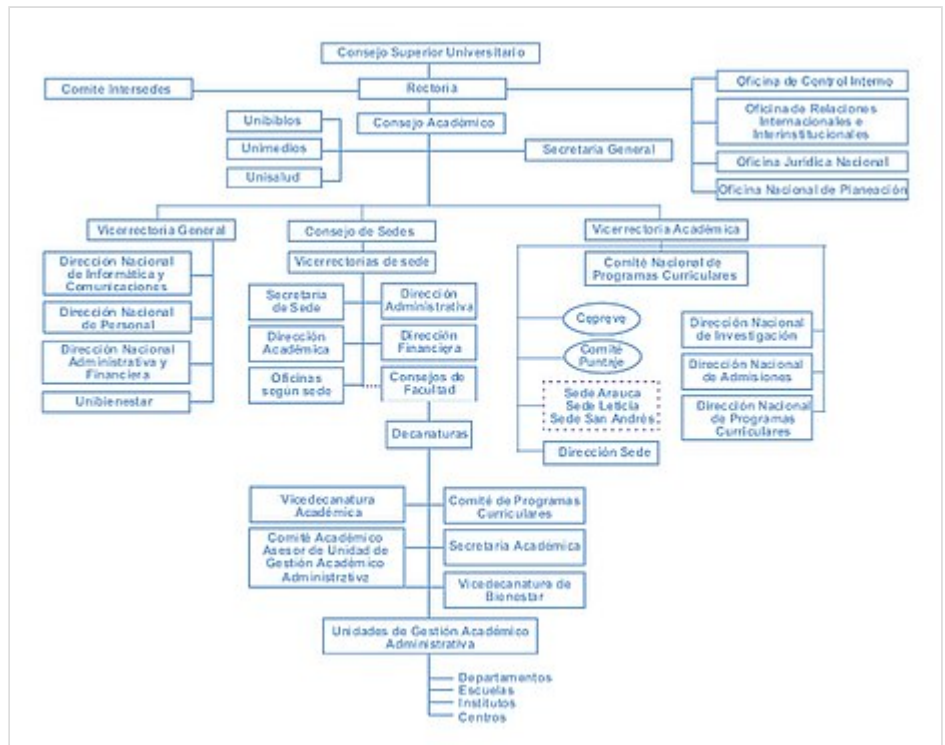 Consejo Superior Universitario
Comite Intersedes
Rectoria
Oficina de Control Interno
Oficina de Relaciones
Internacionales e
Interinstitucionales
Unibiblos
Consejo Académico
Unimedios
Secretaria General
Oficina Jurídica Nacional
Unisalud
Oficina Nacional de Planeación
Vicerrectoria General
Consejo de Sedes
Vicerrectoria Académica
Dirección Nacional
de Informática y
Comunicaciones
Dirección Nacional
de Personal
Dirección Nacional
Administrativa y
Financiera
Unibienestar
Vicerrectorias de sede
Secretaria
de Sede
Dirección
Administrativa
Dirección
Académica
Dirección
Financiera
Oficinas
según sede
Consejos de
Facultad
Comité Nacional de
Programas Curriculares
Comité
Puntaje
Sede Arauca
Sede Leticia
Sede San Andrés
Dirección Sede
Dirección Nacional
de Investigación
Dirección Nacional
de Admisiones
Dirección Nacional
de Programas
Curriculares
Decanaturas
Vicedecanatura
Académica
Comité de Programas
Curriculares
Comité Académico
Asesor de Unidad de
Gestión Académico
Administrativa
Secretaria Académica
Vicedecanatura de
Bienestar
Unidades de Gestión Académico
Administrativa
Departamentos
Escuelas
Institutos
Centros